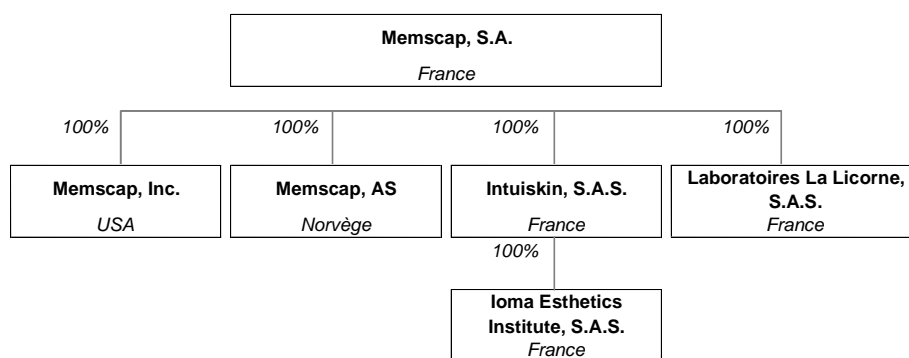 Memscap, S.A.
France
100%
100%
100%
100%
Memscap, Inc.
USA
Memscap, AS
Norvège
Intuiskin, S.A.S.
France
Laboratoires La Licorne,
S.A.S.
France
100%
Ioma Esthetics
Institute, S.A.S.
France